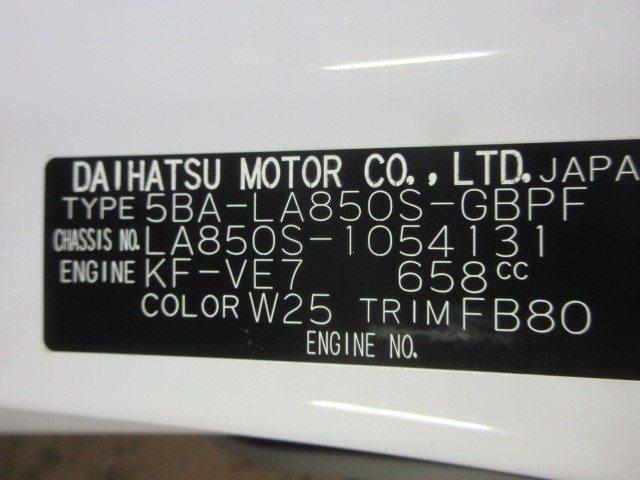 DAIHATSU MOTOR CO., LTD. JAPA
TYPE 5BA-LA850S-GBPF
CHASSIS NO. LA850S-1054131
ENGINE KF-VE7 658cc
COLOR W25 TRIM FB80
ENGINE NO.